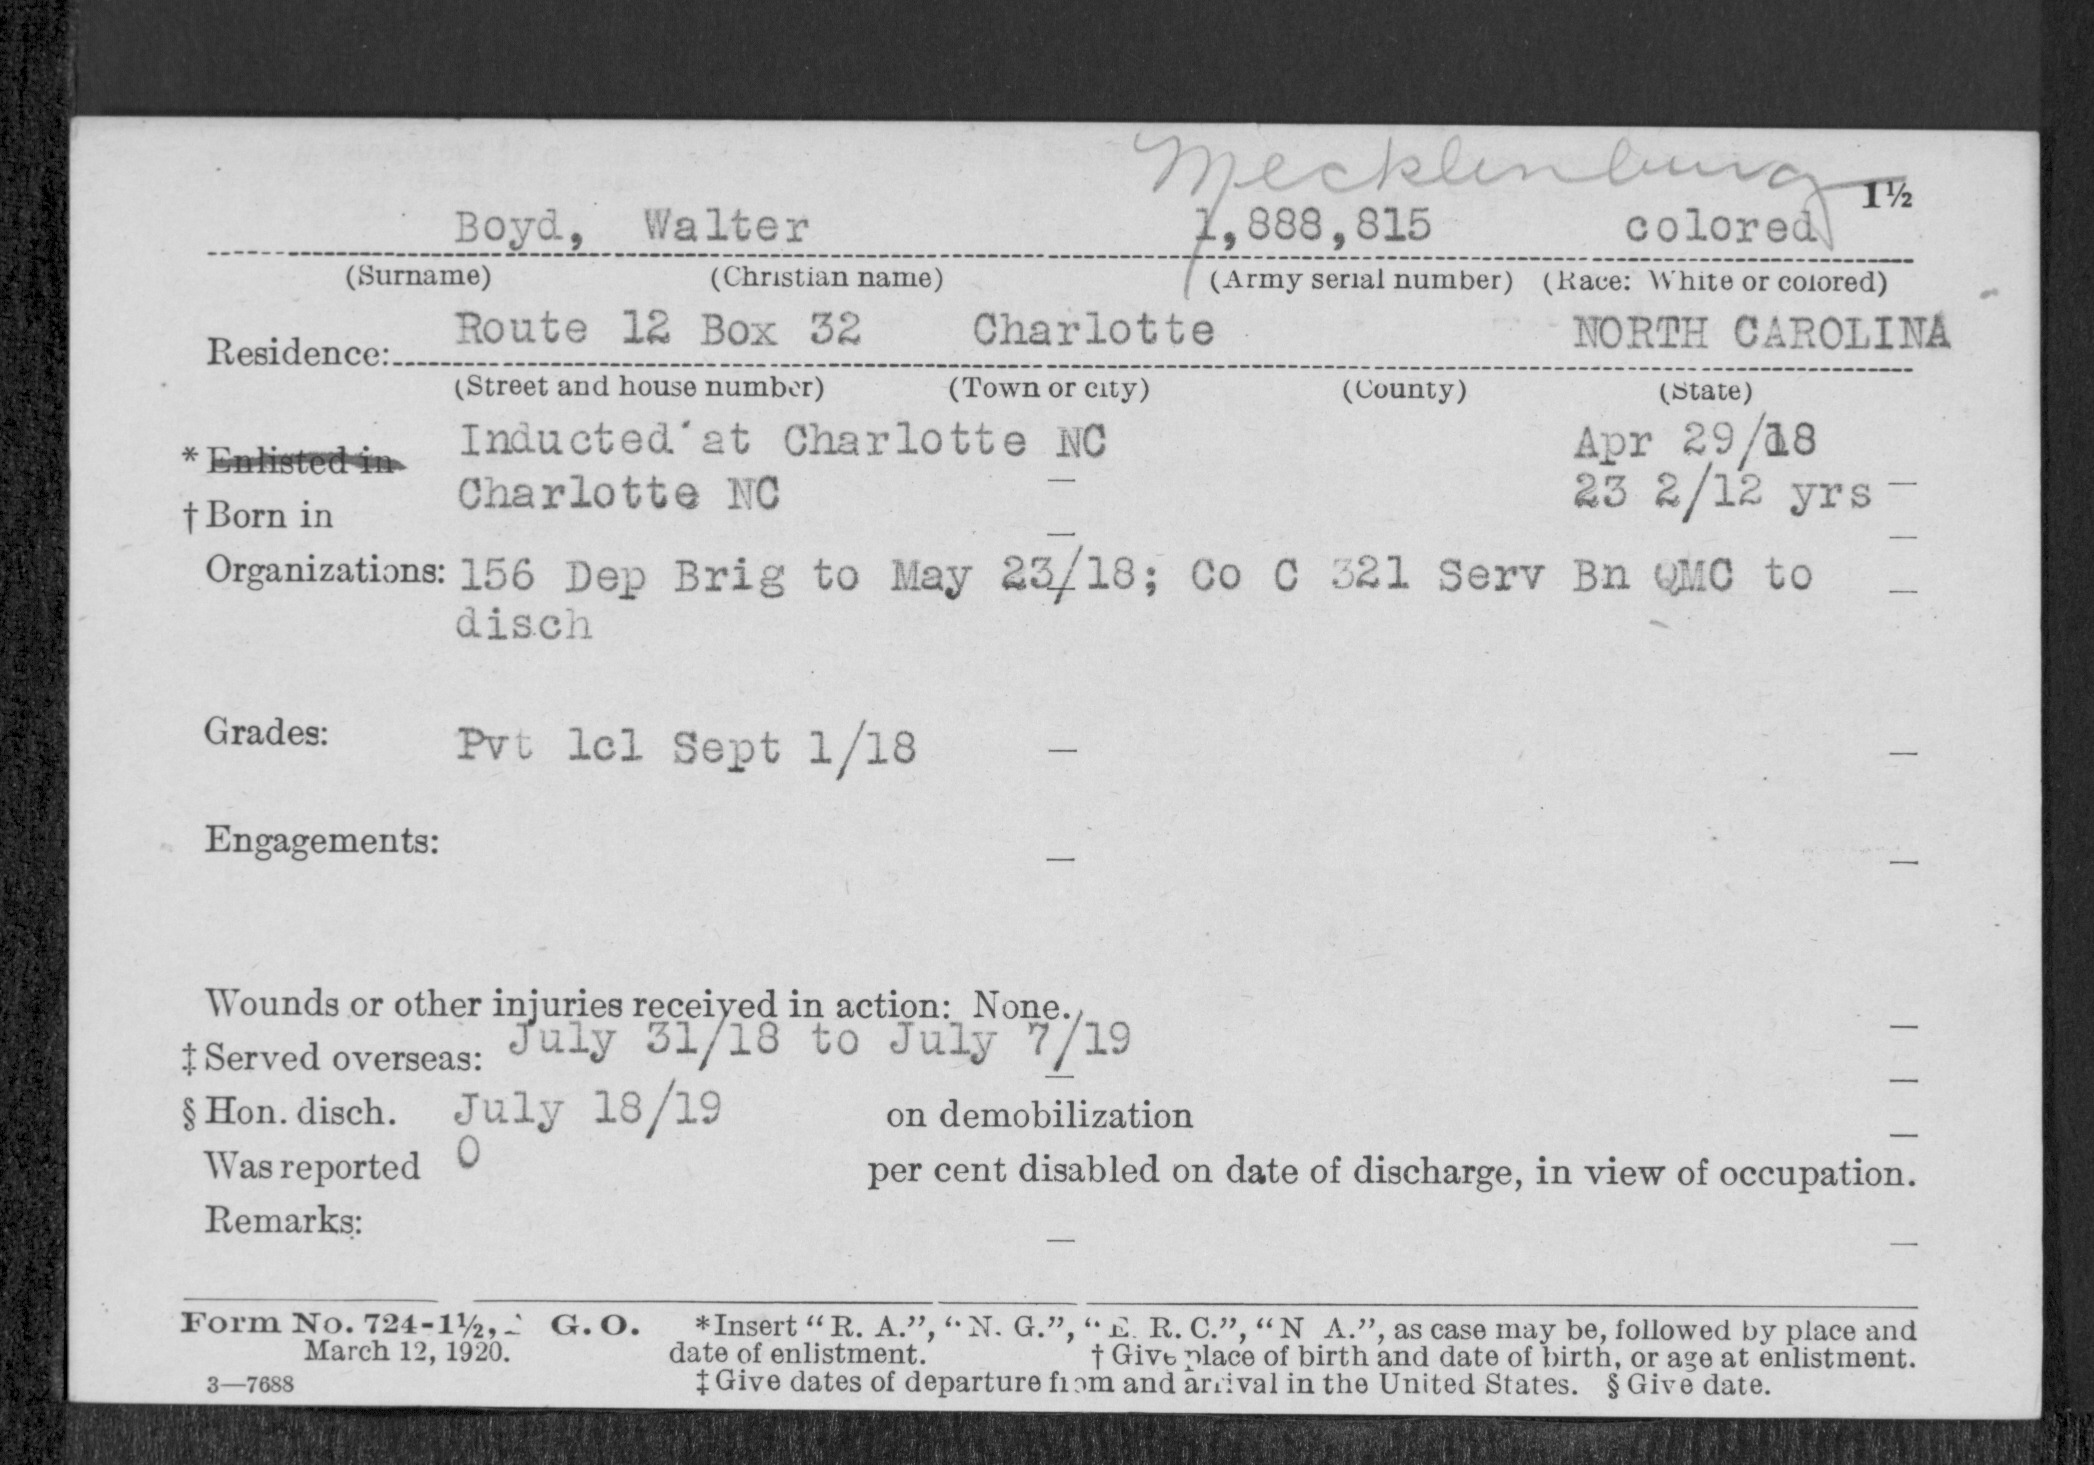 Mecklenburg
1½
Boyd, Walter 1,888,815 colored
(Surname) (Christian name) (Army serial number) (Race: White or colored)
Route 12 Box 32 Charlotte NORTH CAROLINA
Residence:
(Street and house number) (Town or city) (County) (State)
* Enlisted in Inducted at Charlotte NC Apr 29/18
† Born in Charlotte NC 23 2/12 yrs
Organizations: 156 Dep Brig to May 23/18; Co C 321 Serv Bn QMC to
disch
Grades: Pvt 1cl Sept 1/18
Engagements:
Wounds or other injuries received in action: None.
‡ Served overseas: July 31/18 to July 7/19
§ Hon. disch. July 18/19 on demobilization
Was reported 0 per cent disabled on date of discharge, in view of occupation.
Remarks:
Form No. 724-1½, G. O. *Insert "R. A.", "N. G.", "E. R. C.", "N A.", as case may be, followed by place and
March 12, 1920. date of enlistment. † Give place of birth and date of birth, or age at enlistment.
3—7688 ‡ Give dates of departure from and arrival in the United States. § Give date.